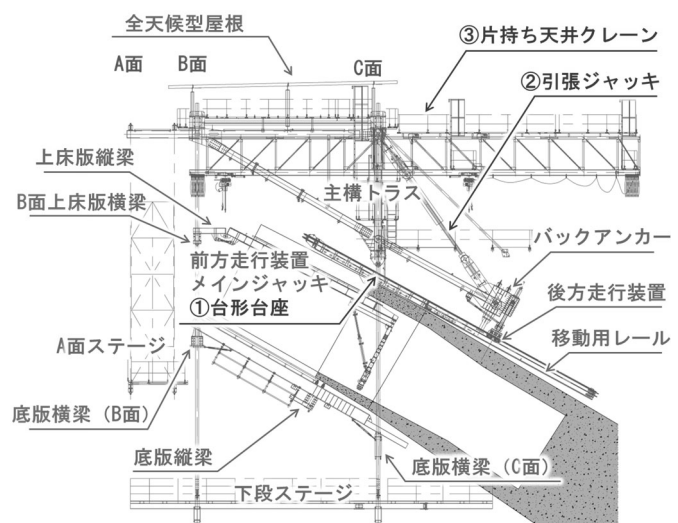 全天候型屋根
③片持ち天井クレーン
A面 B面 C面
②引張ジャッキ
上床版縦梁
主構トラス
B面上床版横梁
バックアンカー
前方走行装置
メインジャッキ
①台形台座
後方走行装置
移動用レール
A面ステージ
底版横梁（B面）
底版縦梁
底版横梁（C面）
下段ステージ